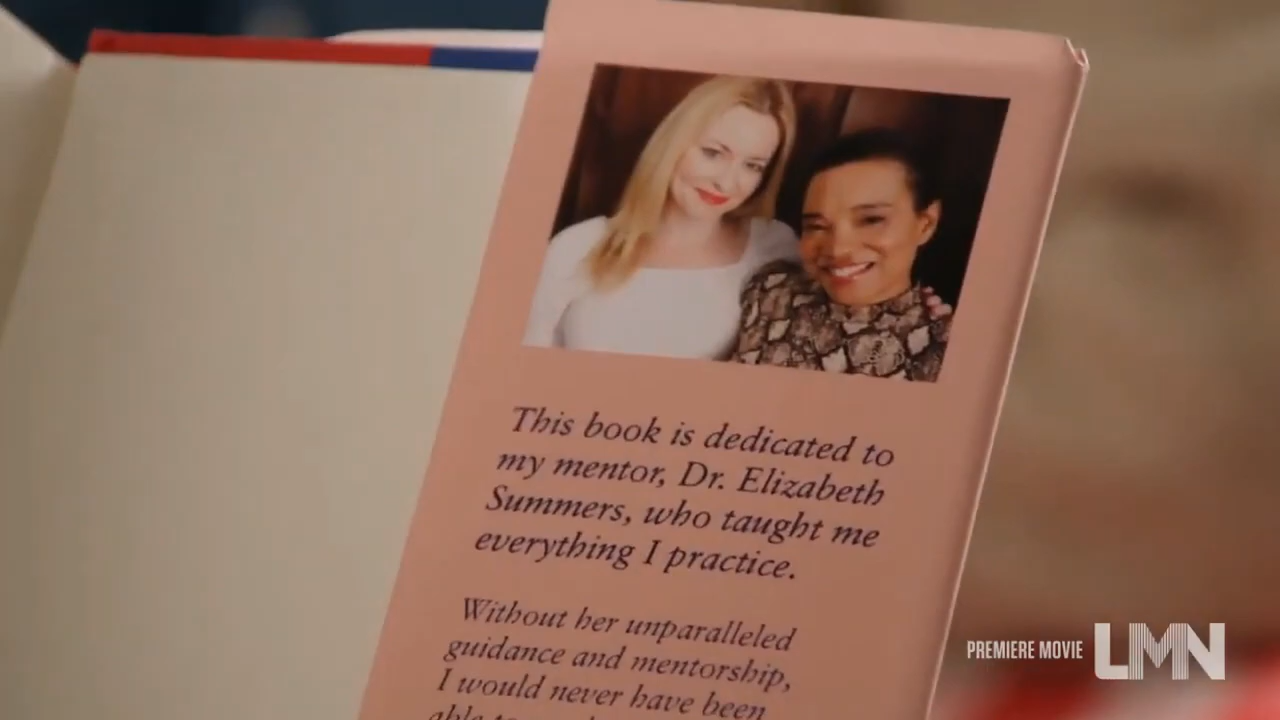 This book is dedicated to
my mentor, Dr. Elizabeth
Summers, who taught me
everything I practice.
Without her unparalleled
guidance and mentorship,
I would never have been
able to
PREMIERE MOVIE LMN